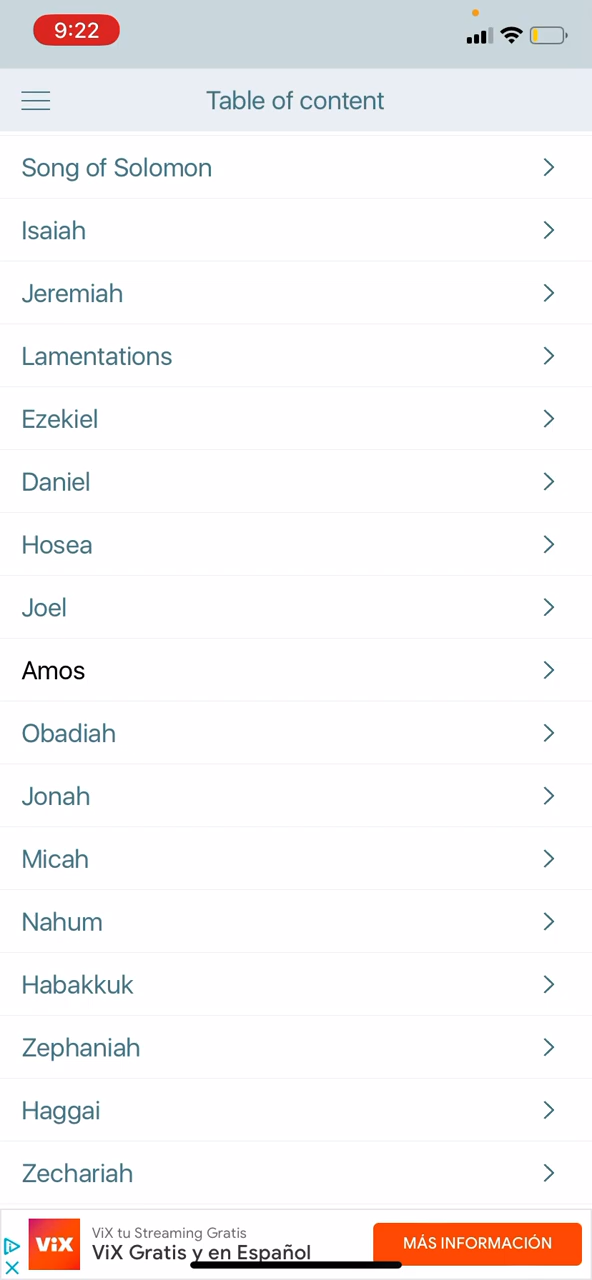 9:22
Table of content
Song of Solomon
Isaiah
Jeremiah
Lamentations
Ezekiel
Daniel
Hosea
Joel
Amos
Obadiah
Jonah
Micah
Nahum
Habakkuk
Zephaniah
Haggai
Zechariah
ViX
ViX tu Streaming Gratis
ViX Gratis y en Español
MÁS INFORMACIÓN